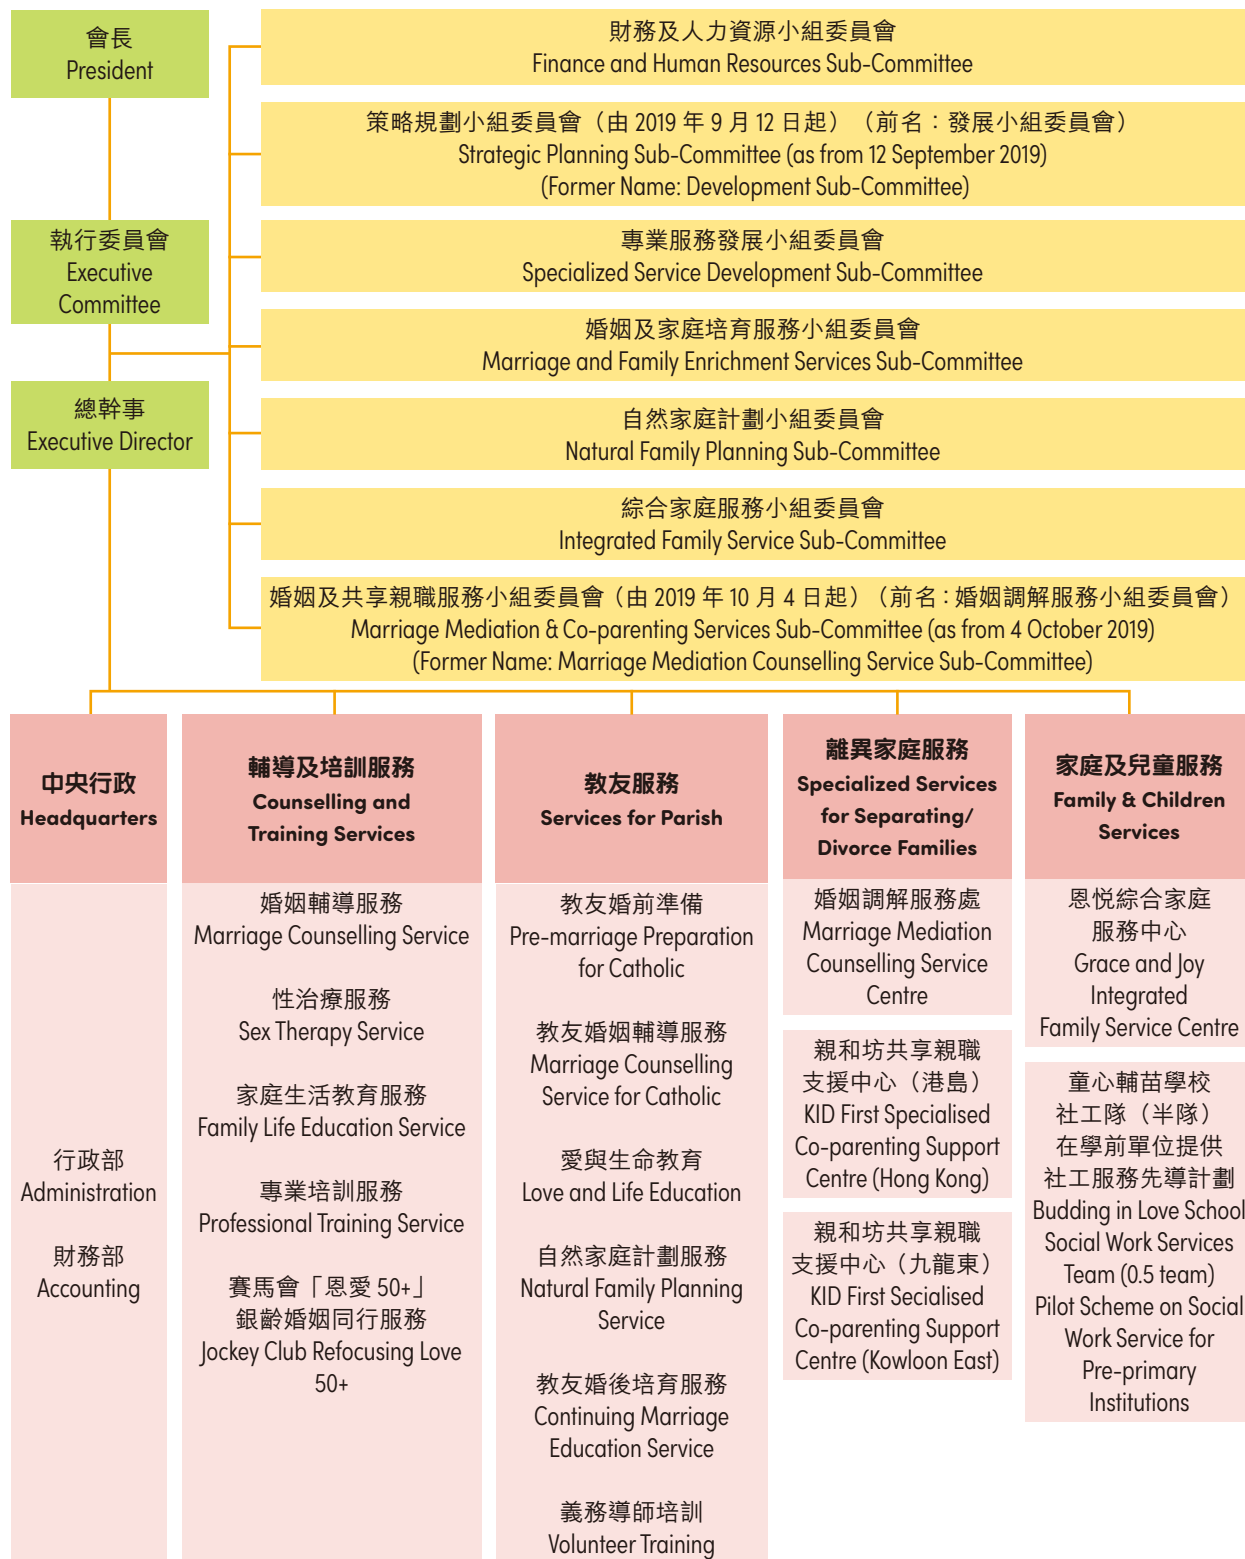 會長
President
執行委員會
Executive
Committee
總幹事
Executive Director
財務及人力資源小組委員會
Finance and Human Resources Sub-Committee
策略規劃小組委員會（由 2019 年 9 月 12 日起）（前名：發展小組委員會）
Strategic Planning Sub-Committee (as from 12 September 2019)
(Former Name: Development Sub-Committee)
專業服務發展小組委員會
Specialized Service Development Sub-Committee
婚姻及家庭培育服務小組委員會
Marriage and Family Enrichment Services Sub-Committee
自然家庭計劃小組委員會
Natural Family Planning Sub-Committee
綜合家庭服務小組委員會
Integrated Family Service Sub-Committee
婚姻及共享親職服務小組委員會（由 2019 年 10 月 4 日起）（前名：婚姻調解服務小組委員會）
Marriage Mediation & Co-parenting Services Sub-Committee (as from 4 October 2019)
(Former Name: Marriage Mediation Counselling Service Sub-Committee)
中央行政
Headquarters
行政部
Administration
財務部
Accounting
輔導及培訓服務
Counselling and
Training Services
婚姻輔導服務
Marriage Counselling Service
性治療服務
Sex Therapy Service
家庭生活教育服務
Family Life Education Service
專業培訓服務
Professional Training Service
賽馬會「恩愛 50+」
銀齡婚姻同行服務
Jockey Club Refocusing Love
50+
教友服務
Services for Parish
教友婚前準備
Pre-marriage Preparation
for Catholic
教友婚姻輔導服務
Marriage Counselling
Service for Catholic
愛與生命教育
Love and Life Education
自然家庭計劃服務
Natural Family Planning
Service
教友婚後培育服務
Continuing Marriage
Education Service
義務導師培訓
Volunteer Training
離異家庭服務
Specialized Services
for Separating/
Divorce Families
婚姻調解服務處
Marriage Mediation
Counselling Service
Centre
親和坊共享親職
支援中心（港島）
KID First Specialised
Co-parenting Support
Centre (Hong Kong)
親和坊共享親職
支援中心（九龍東）
KID First Secialised
Co-parenting Support
Centre (Kowloon East)
家庭及兒童服務
Family & Children
Services
恩悦綜合家庭
服務中心
Grace and Joy
Integrated
Family Service Centre
童心輔苗學校
社工隊（半隊）
在學前單位提供
社工服務先導計劃
Budding in Love School
Social Work Services
Team (0.5 team)
Pilot Scheme on Social
Work Service for
Pre-primary
Institutions